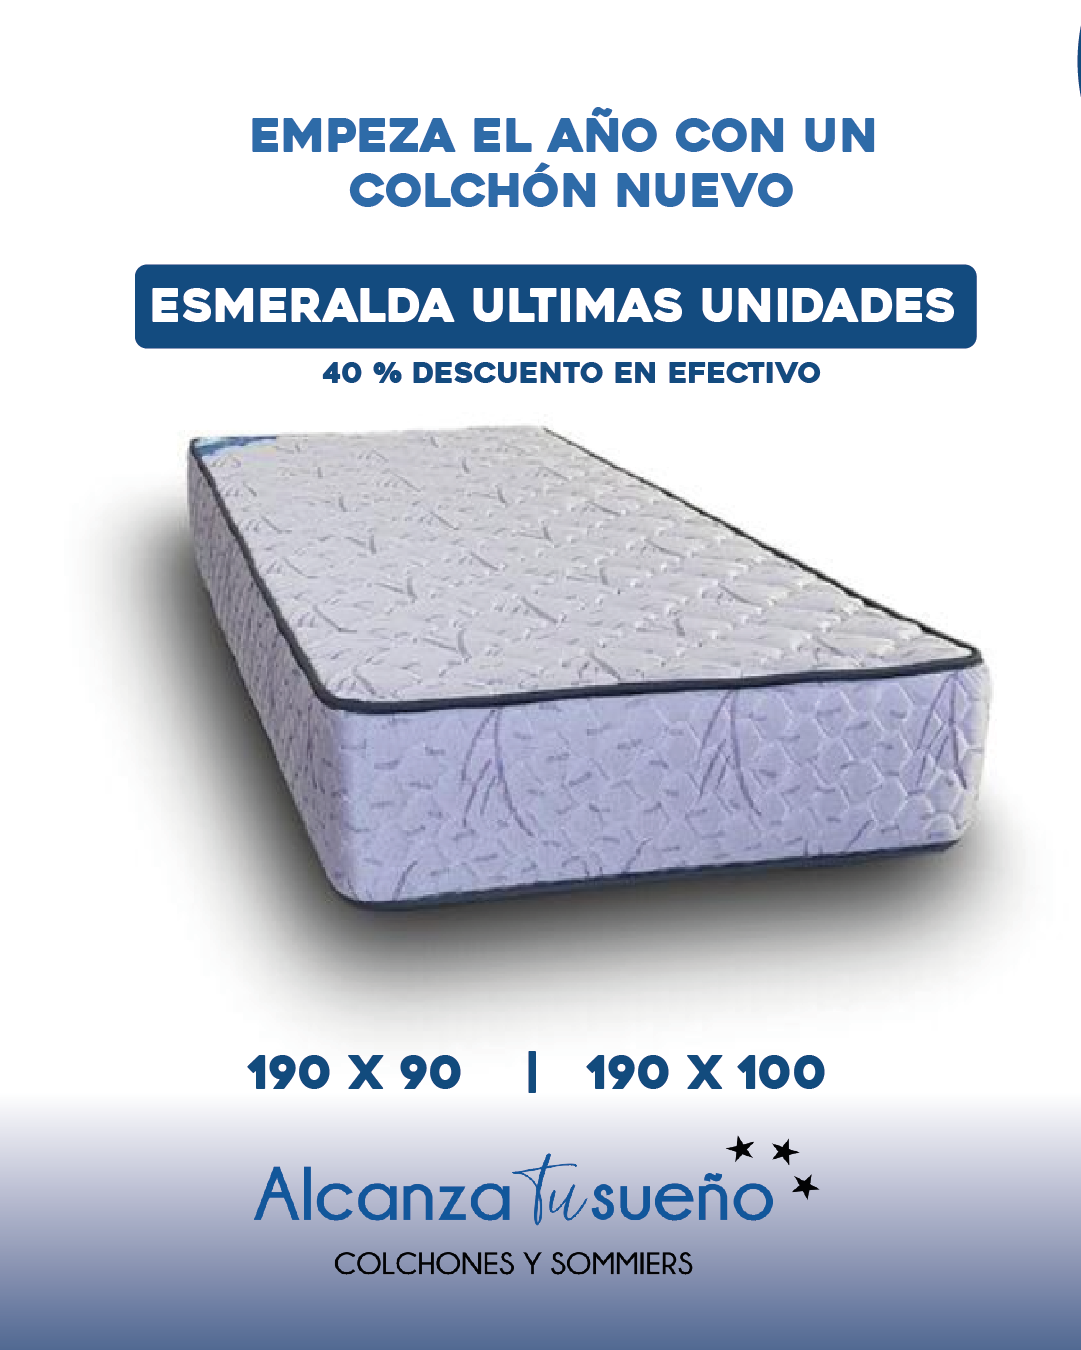 EMPEZA EL AÑO CON UN
COLCHÓN NUEVO
ESMERALDA ULTIMAS UNIDADES
40 % DESCUENTO EN EFECTIVO
190 X 90 | 190 X 100
Alcanza tu sueño
COLCHONES Y SOMMIERS